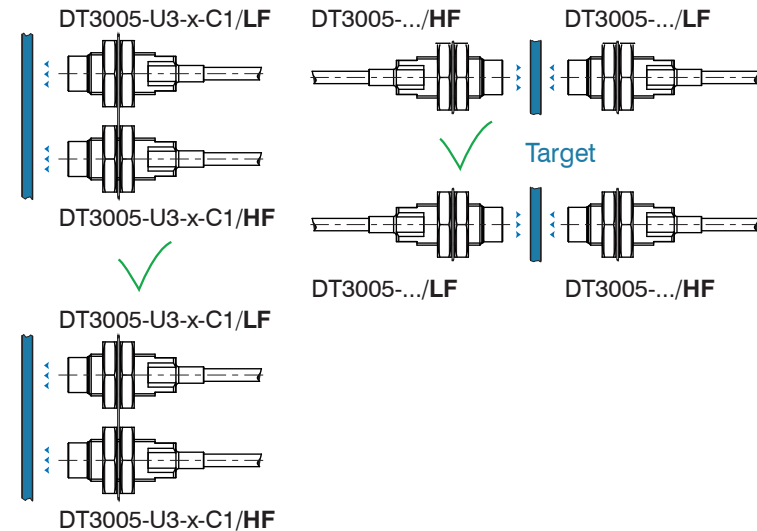 DT3005-U3-x-C1/LF
DT3005-U3-x-C1/HF
DT3005-U3-x-C1/LF
DT3005-U3-x-C1/HF
DT3005-.../HF
DT3005-.../LF
Target
DT3005-.../LF
DT3005-.../HF